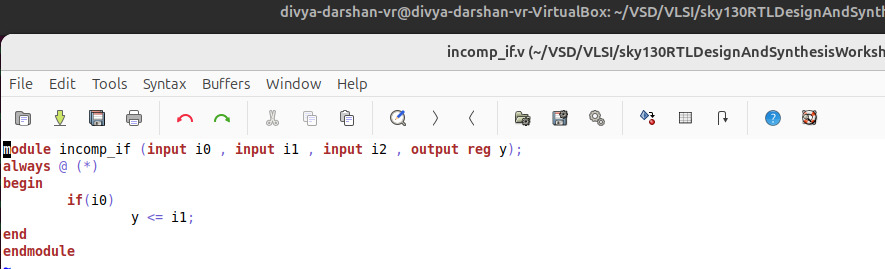 divya-darshan-vr@divya-darshan-vr-VirtualBox: ~/VSD/VLSI/sky130RTLDesignAndSynth
incomp_if.v (~/VSD/VLSI/sky130RTLDesignAndSynthesisWorksh
File Edit Tools Syntax Buffers Window Help
module incomp_if (input i0 , input i1 , input i2 , output reg y);
always @ (*)
begin
if(i0)
y <= i1;
end
endmodule
~